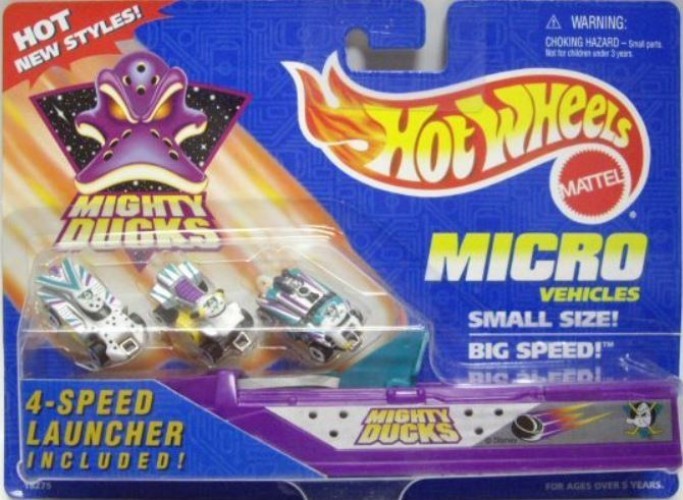 HOT
NEW STYLES!
MIGHTY
DUCKS
⚠ WARNING:
CHOKING HAZARD – Small parts.
Not for children under 3 years.
HOT WHEELS
MATTEL
®
MICRO
VEHICLES
SMALL SIZE!
BIG SPEED!™
4-SPEED
LAUNCHER
INCLUDED!
MIGHTY
DUCKS
© Disney
FOR AGES OVER 5 YEARS.